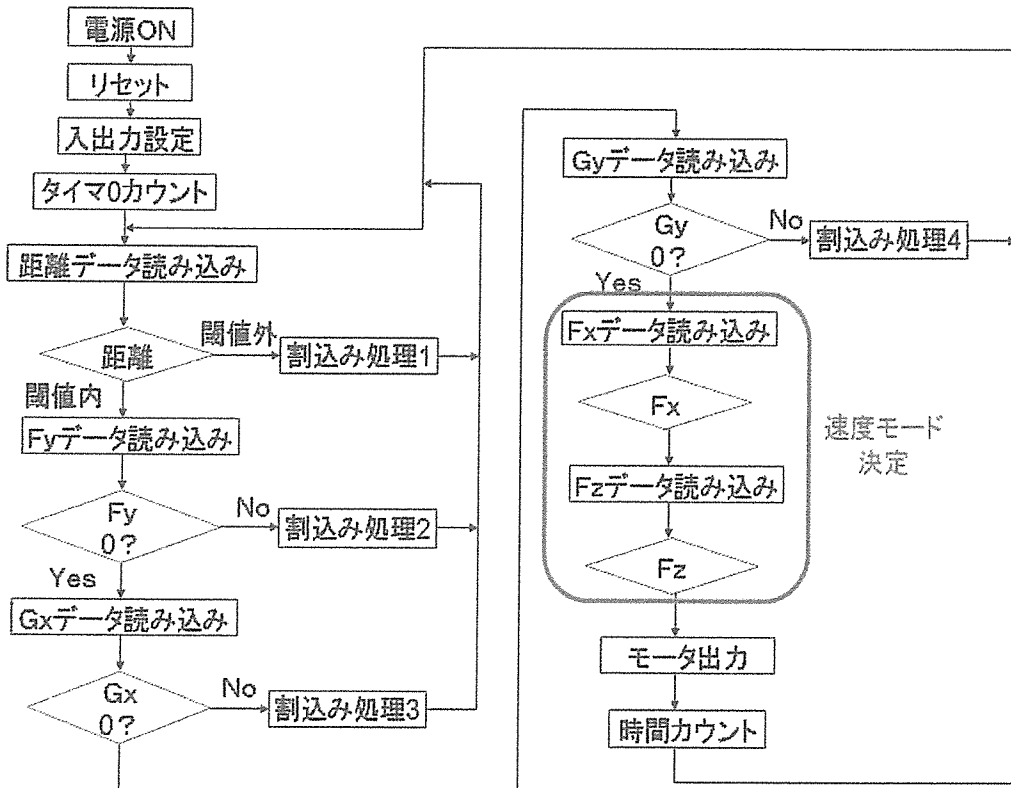 電源ON
リセット
入出力設定
タイマ0カウント
距離データ読み込み
距離
閾値外
割込み処理1
閾値内
Fyデータ読み込み
Fy
0?
No
割込み処理2
Yes
Gxデータ読み込み
Gx
0?
No
割込み処理3
Gyデータ読み込み
Gy
0?
No
割込み処理4
Yes
Fxデータ読み込み
Fx
Fzデータ読み込み
Fz
速度モード
決定
モータ出力
時間カウント